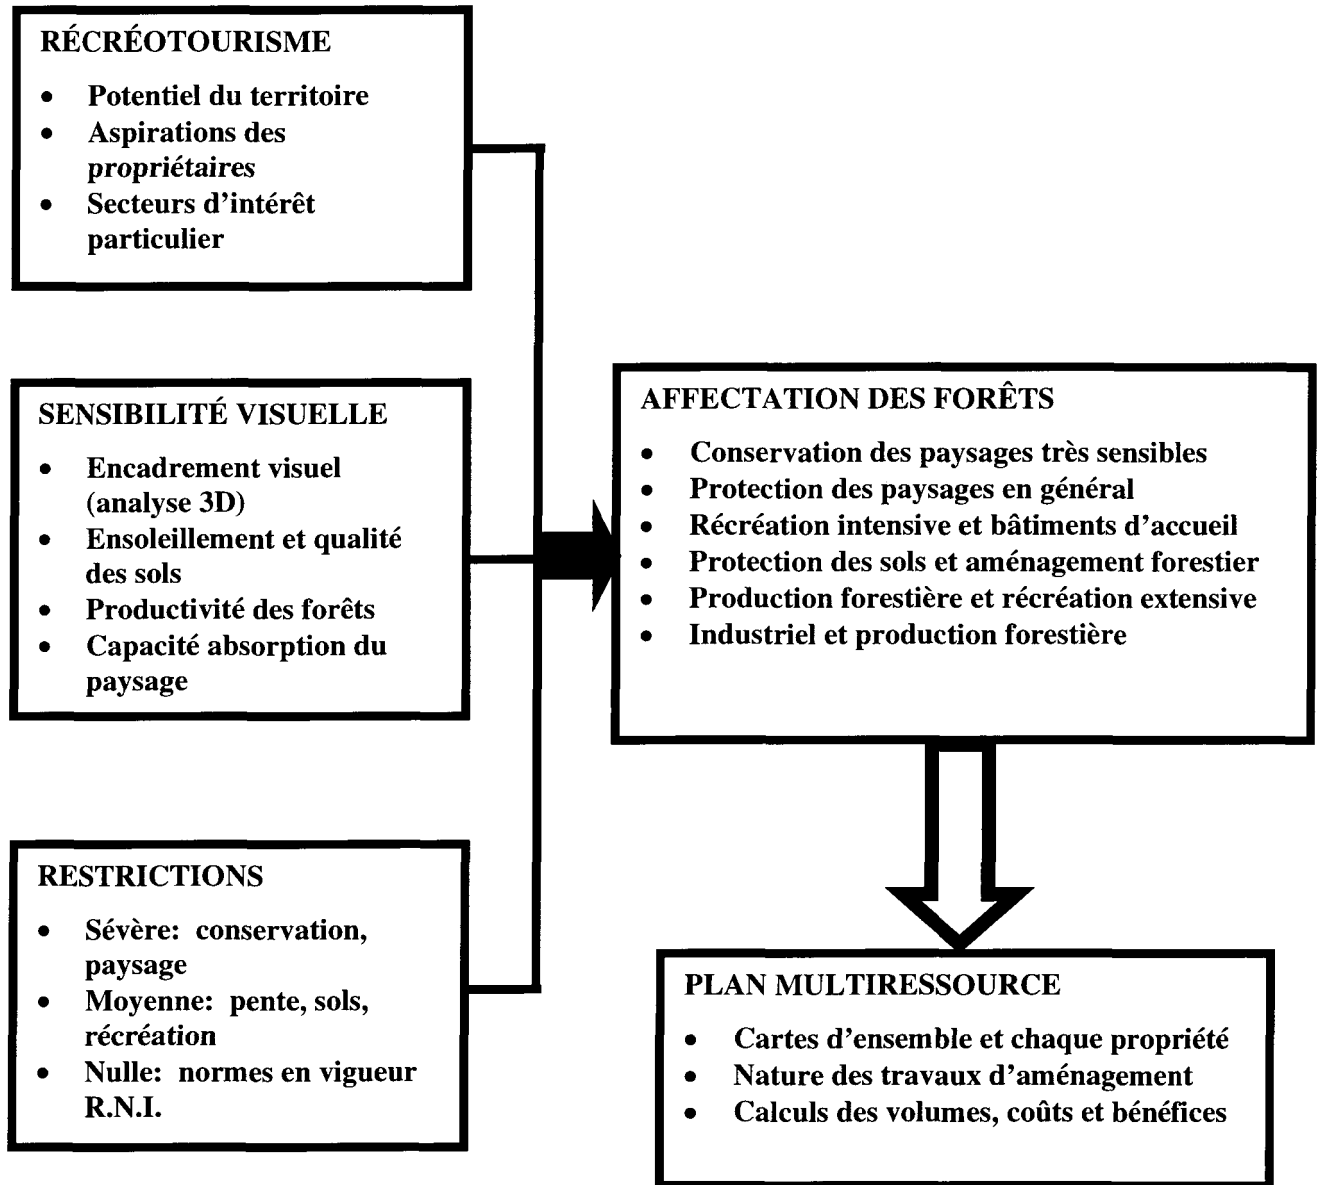 RÉCRÉOTOURISME
• Potentiel du territoire
• Aspirations des
propriétaires
• Secteurs d'intérêt
particulier
SENSIBILITÉ VISUELLE
• Encadrement visuel
(analyse 3D)
• Ensoleillement et qualité
des sols
• Productivité des forêts
• Capacité absorption du
paysage
RESTRICTIONS
• Sévère: conservation,
paysage
• Moyenne: pente, sols,
récréation
• Nulle: normes en vigueur
R.N.I.
AFFECTATION DES FORÊTS
• Conservation des paysages très sensibles
• Protection des paysages en général
• Récréation intensive et bâtiments d'accueil
• Protection des sols et aménagement forestier
• Production forestière et récréation extensive
• Industriel et production forestière
PLAN MULTIRESSOURCE
• Cartes d'ensemble et chaque propriété
• Nature des travaux d'aménagement
• Calculs des volumes, coûts et bénéfices